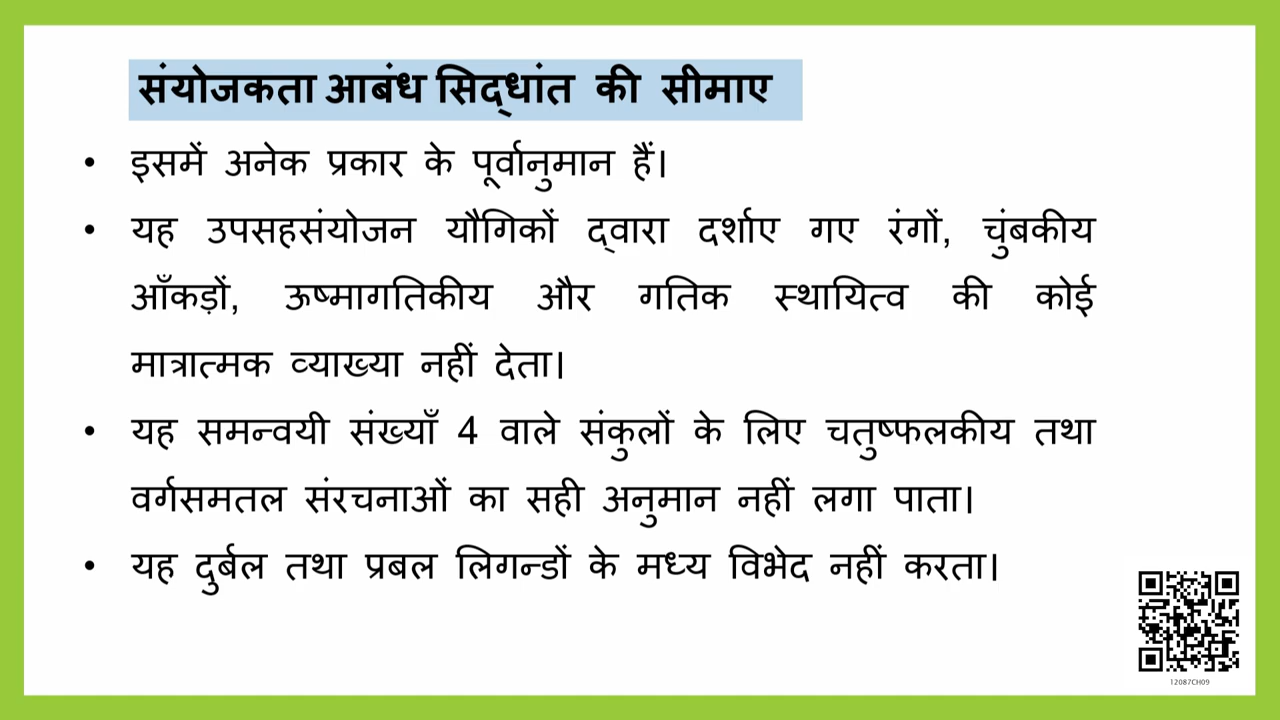 संयोजकता आबंध सिद्धांत की सीमाए
• इसमें अनेक प्रकार के पूर्वानुमान हैं।
• यह उपसहसंयोजन यौगिकों द्वारा दर्शाए गए रंगों, चुंबकीय
आँकड़ों, ऊष्मागतिकीय और गतिक स्थायित्व की कोई
मात्रात्मक व्याख्या नहीं देता।
• यह समन्वयी संख्याँ 4 वाले संकुलों के लिए चतुष्फलकीय तथा
वर्गसमतल संरचनाओं का सही अनुमान नहीं लगा पाता।
• यह दुर्बल तथा प्रबल लिगन्डों के मध्य विभेद नहीं करता।
12087CH09